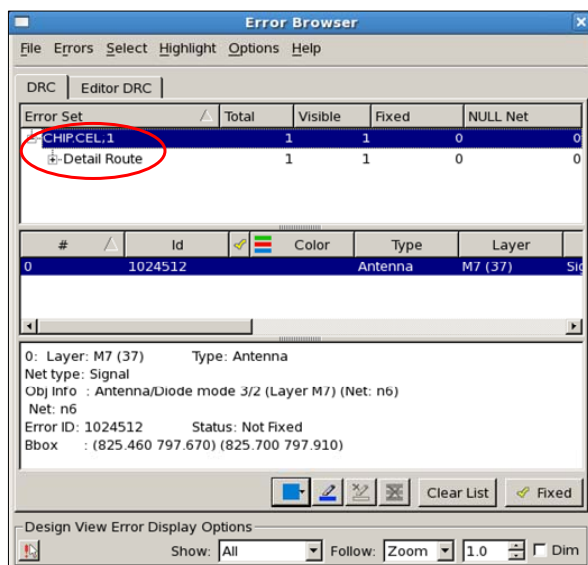 Error Browser
File Errors Select Highlight Options Help
DRC Editor DRC
Error Set Total Visible Fixed NULL Net
CHIP.CEL;1 1 1 0 0
Detail Route 1 1 0 0
# Id Color Type Layer
0 1024512 Antenna M7 (37) Sig
0: Layer: M7 (37) Type: Antenna
Net type: Signal
Obj Info : Antenna/Diode mode 3/2 (Layer M7) (Net: n6)
Net: n6
Error ID: 1024512 Status: Not Fixed
Bbox : (825.460 797.670) (825.700 797.910)
Clear List Fixed
Design View Error Display Options
Show: All Follow: Zoom 1.0 Dim